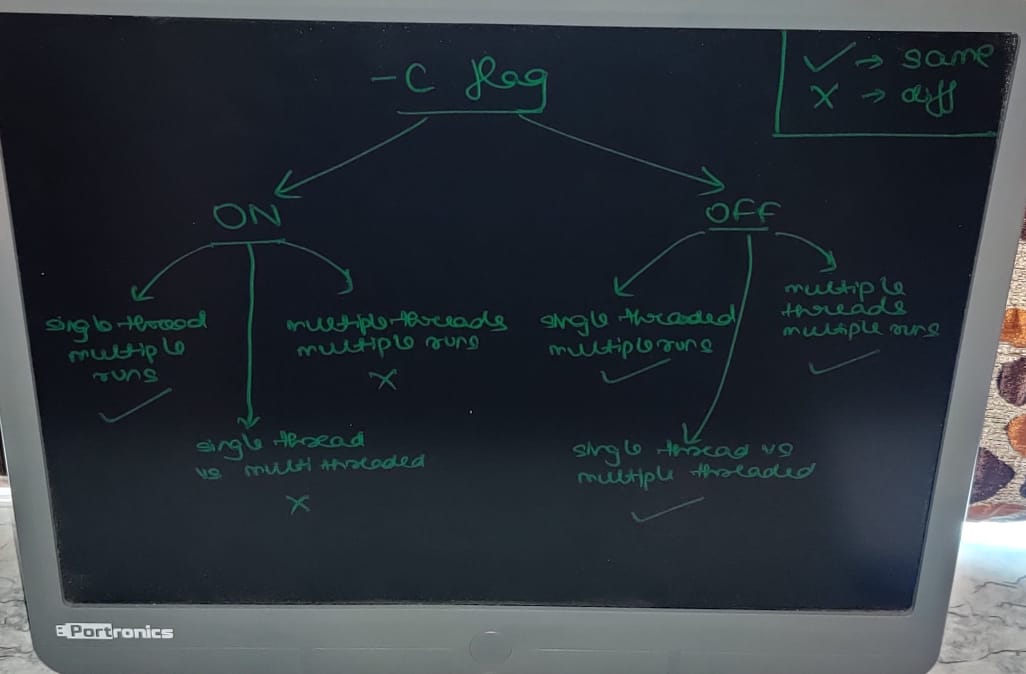 -C flag
✓ → same
X → diff
ON
OFF
single thread
multiple
runs
✓
multiple threads
multiple runs
X
single thread
vs multi threaded
X
single threaded
multiple runs
✓
multiple
threads
multiple runs
✓
single thread vs
multiple threaded
✓
Portronics